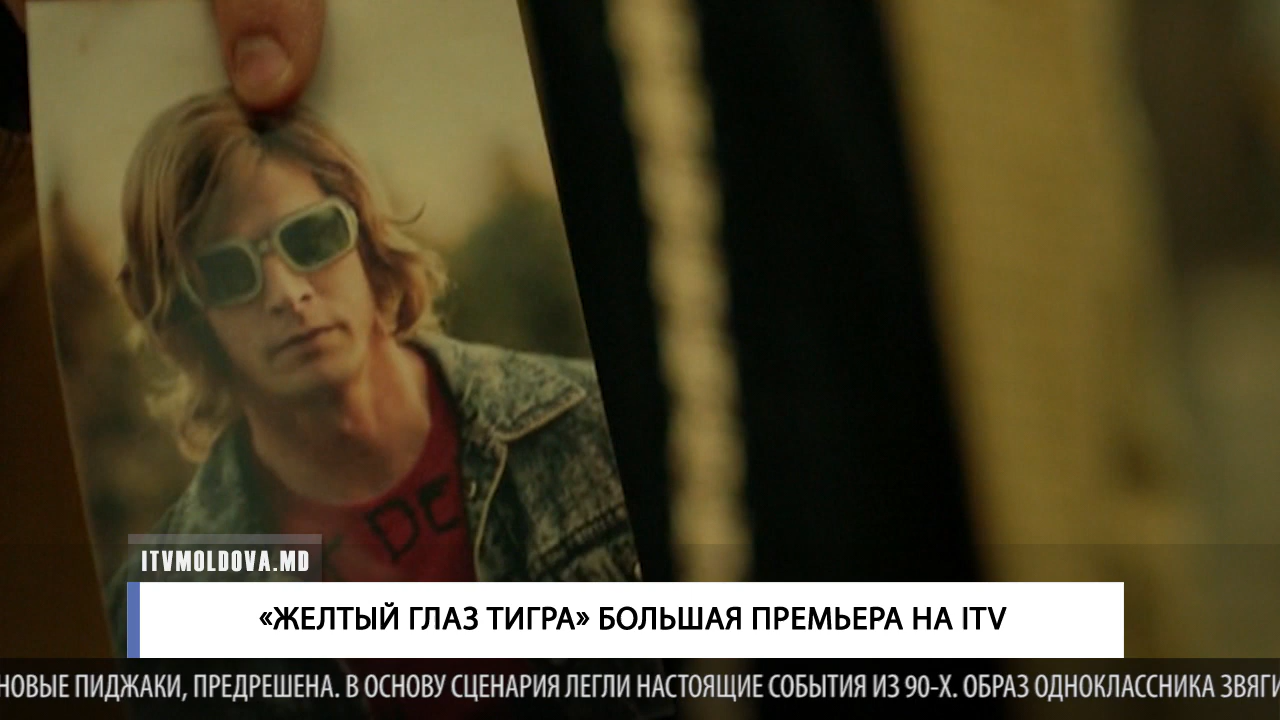 DE
ITVMOLDOVA.MD
«ЖЕЛТЫЙ ГЛАЗ ТИГРА» БОЛЬШАЯ ПРЕМЬЕРА НА ITV
НОВЫЕ ПИДЖАКИ, ПРЕДРЕШЕНА. В ОСНОВУ СЦЕНАРИЯ ЛЕГЛИ НАСТОЯЩИЕ СОБЫТИЯ ИЗ 90-Х. ОБРАЗ ОДНОКЛАССНИКА ЗВЯГИ